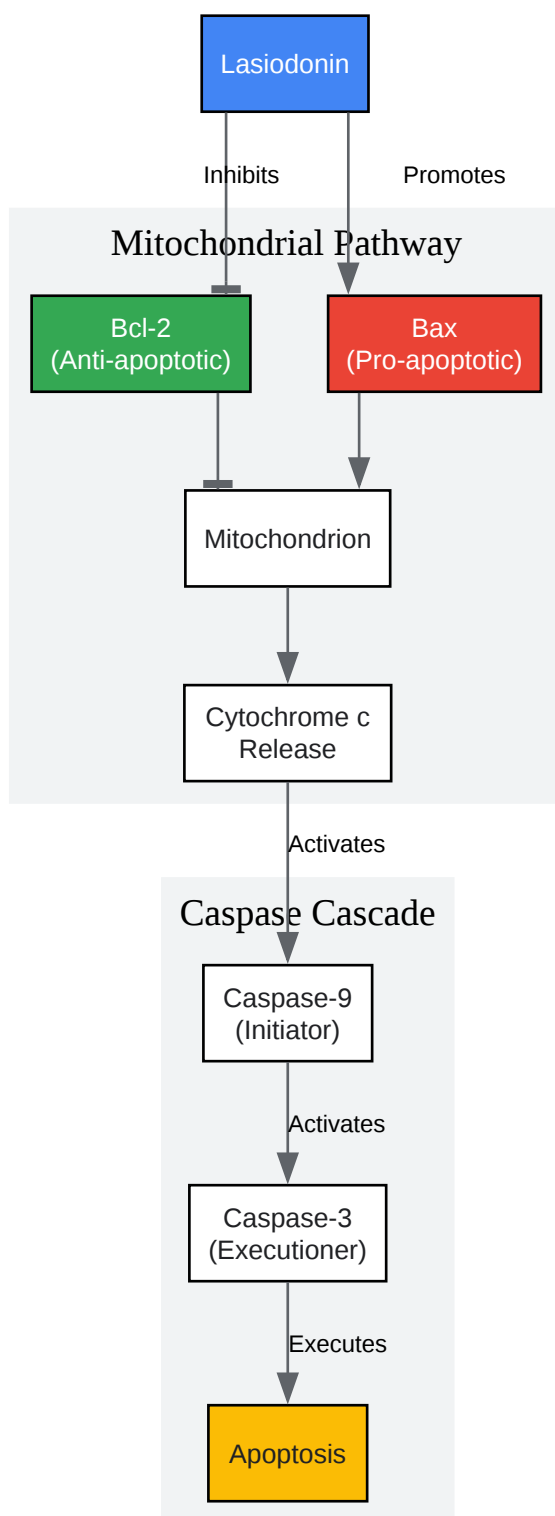 Lasiodonin
Inhibits
Promotes
Mitochondrial Pathway
Bcl-2
(Anti-apoptotic)
Bax
(Pro-apoptotic)
Mitochondrion
Cytochrome c
Release
Activates
Caspase Cascade
Caspase-9
(Initiator)
Activates
Caspase-3
(Executioner)
Executes
Apoptosis